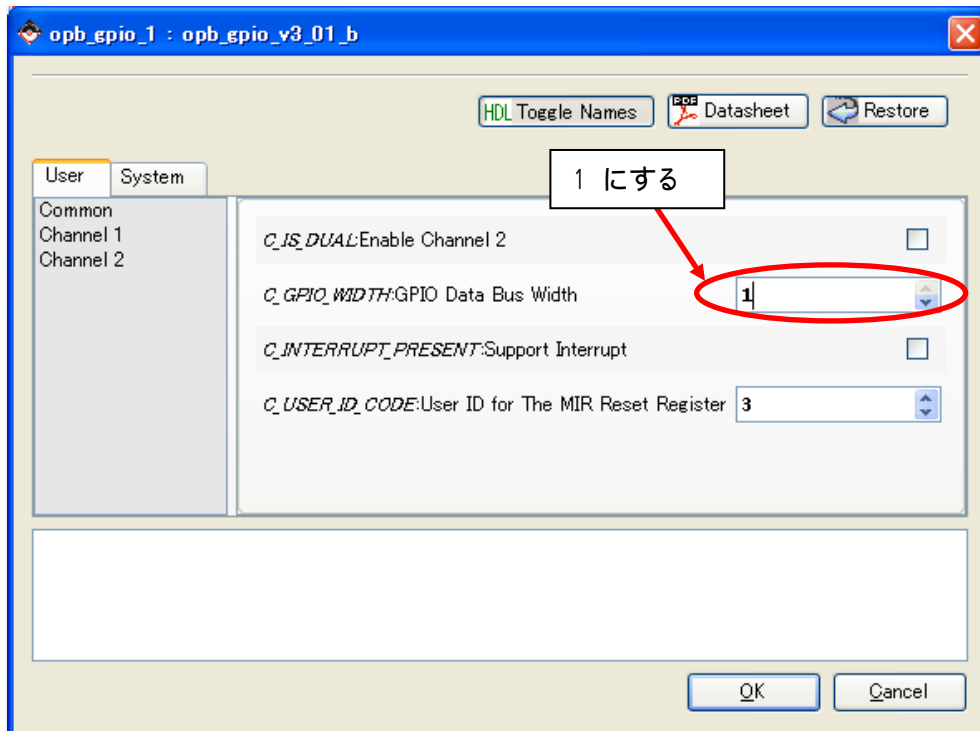 opb_gpio_1 : opb_gpio_v3_01_b
HDL Toggle Names
PDF Datasheet
Restore
1 にする
User
System
Common
Channel 1
Channel 2
C_IS_DUAL:Enable Channel 2
C_GPIO_WIDTH:GPIO Data Bus Width
1
C_INTERRUPT_PRESENT:Support Interrupt
C_USER_ID_CODE:User ID for The MIR Reset Register
3
OK
Cancel